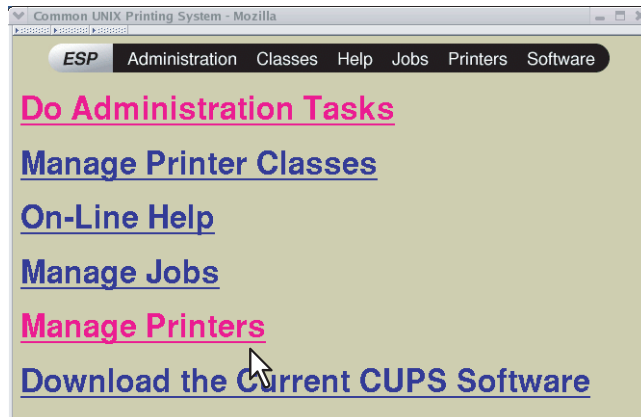 Common UNIX Printing System - Mozilla
ESP Administration Classes Help Jobs Printers Software
Do Administration Tasks
Manage Printer Classes
On-Line Help
Manage Jobs
Manage Printers
Download the Current CUPS Software